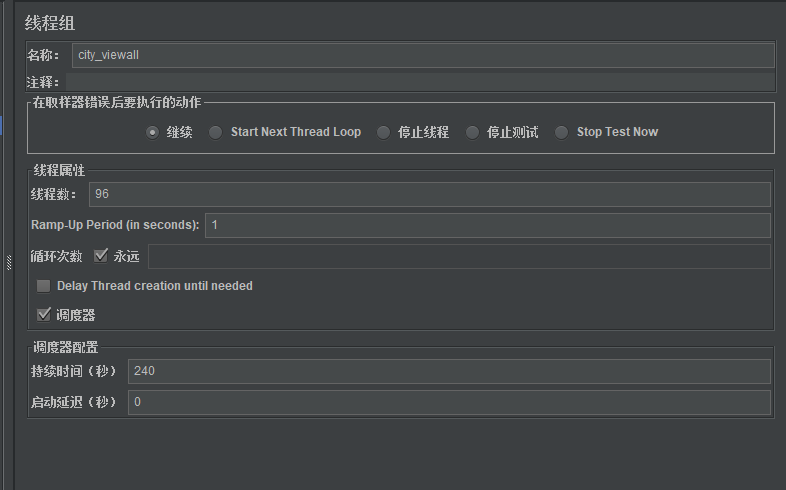 线程组
名称： city_viewall
注释：
在取样器错误后要执行的动作
继续 Start Next Thread Loop 停止线程 停止测试 Stop Test Now
线程属性
线程数： 96
Ramp-Up Period (in seconds): 1
循环次数 永远
Delay Thread creation until needed
调度器
调度器配置
持续时间（秒） 240
启动延迟（秒） 0